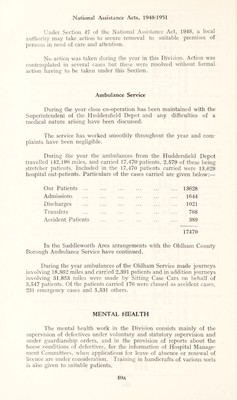 National Assistance Acts, 1948-1951
Under Section 47 of the National Assistance Act, 1948, a local
authority may take action to secure removal to suitable premises of
persons in need of care and attention.
No action was taken during the year in this Division. Action was
contemplated in several cases but these were resolved without formal
action having to be taken under this Section.
Ambulance Service
During the year close co-operation has been maintained with the
Superintendent of the Huddersfield Depot and any difficulties of a
medical nature arising have been discussed.
The service has worked smoothly throughout the year and com-
plaints have been negligible.
During the year the ambulances from the Huddersfield Depot
travelled 142,199 miles, and carried 17,470 patients, 2,579 of these being
stretcher patients. Included in the 17,470 patients carried were 13,628
hospital out-patients. Particulars of the cases carried are given below:—
Out Patients ... 13628
Admissions ... 1644
Discharges ... 1021
Transfers ... 788
Accident Patients ... 389
17470
In the Saddleworth Area arrangements with the Oldham County
Borough Ambulance Service have continued.
During the year ambulances of the Oldham Service made journeys
involving 18,802 miles and carried 2,391 patients and in addition journeys
involving 31,853 miles were made by Sitting Case Cars on behalf of
3,547 patients. Of the patients carried 176 were classed as accident cases,
231 emergency cases and 5,531 others.
MENTAL HEALTH
The mental health work in the Division consists mainly of the
supervision of defectives under voluntary and statutory supervision and
under guardianship orders, and in the provision of reports about the
home conditions of defectives, for the information of Hospital Manage-
ment Committees, when applications for leave of absence or renewal of
licence are under consideration. Training in handicrafts of various sorts
is also given to suitable patients.